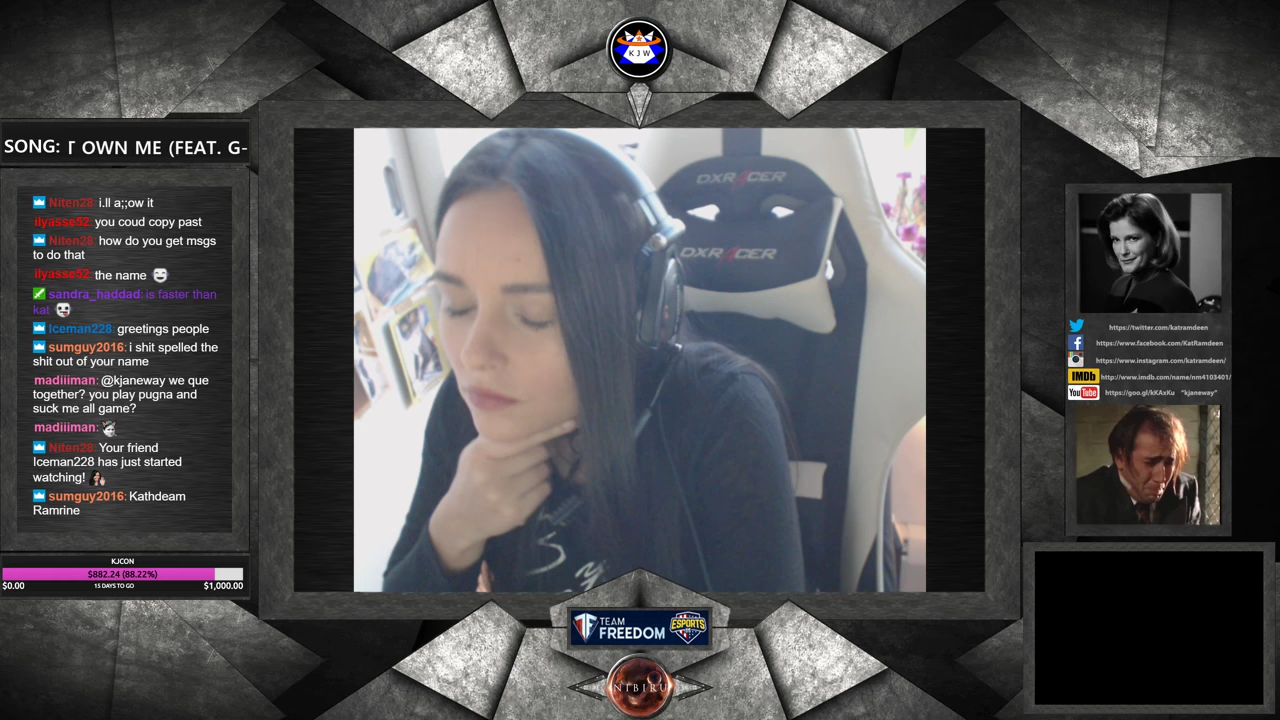 KJW
SONG: T OWN ME (FEAT. G-
DXRACER
DXRACER
Niten28: i.ll a;;ow it
ilyasse52: you coud copy past
Niten28: how do you get msgs
to do that
ilyasse52: the name
sandra_haddad: is faster than
kat
Iceman228: greetings people
sumguy2016: i shit spelled the
shit out of your name
madiiiman: @kjaneway we que
together? you play pugna and
suck me all game?
madiiiman:
Niten28: Your friend
Iceman228 has just started
watching!
sumguy2016: Kathdeam
Ramrine
KJCON
$882.24 (88.22%)
$0.00 15 DAYS TO GO $1,000.00
https://twitter.com/katramdeen
https://www.facebook.com/KatRamdeen
https://www.instagram.com/katramdeen/
IMDb http://www.imdb.com/name/nm4103401/
YouTube https://goo.gl/kKAxKu "kjaneway"
TF TEAM
FREEDOM
ESPORTS
NIBIRU